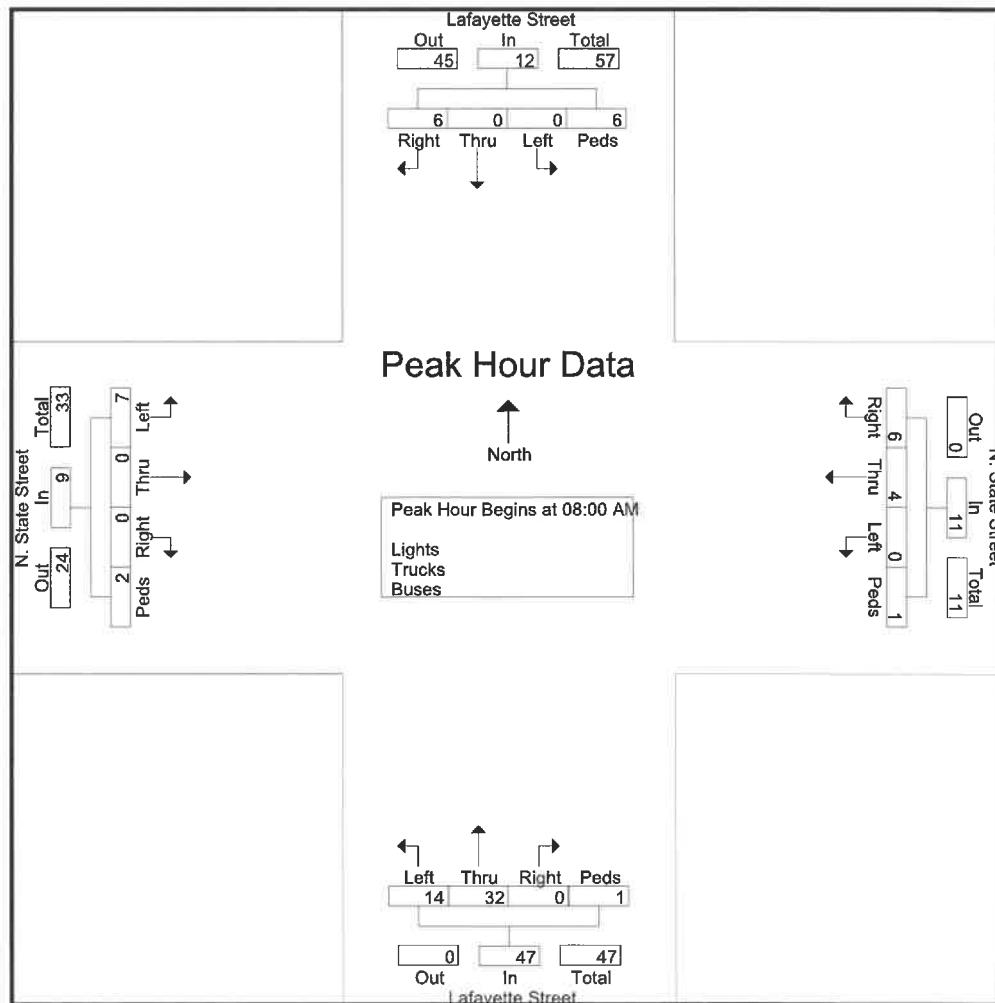 Lafayette Street
Out In Total
45 12 57
6 0 0 6
Right Thru Left Peds
Peak Hour Data
North
Peak Hour Begins at 08:00 AM
Lights
Trucks
Buses
N. State Street
Out In Total
24 9 33
7 0 0 2
Left Thru Right Peds
N. State Street
Out In Total
0 11 11
6 4 0 1
Right Thru Left Peds
Left Thru Right Peds
14 32 0 1
0 47 47
Out In Total
Lafayette Street